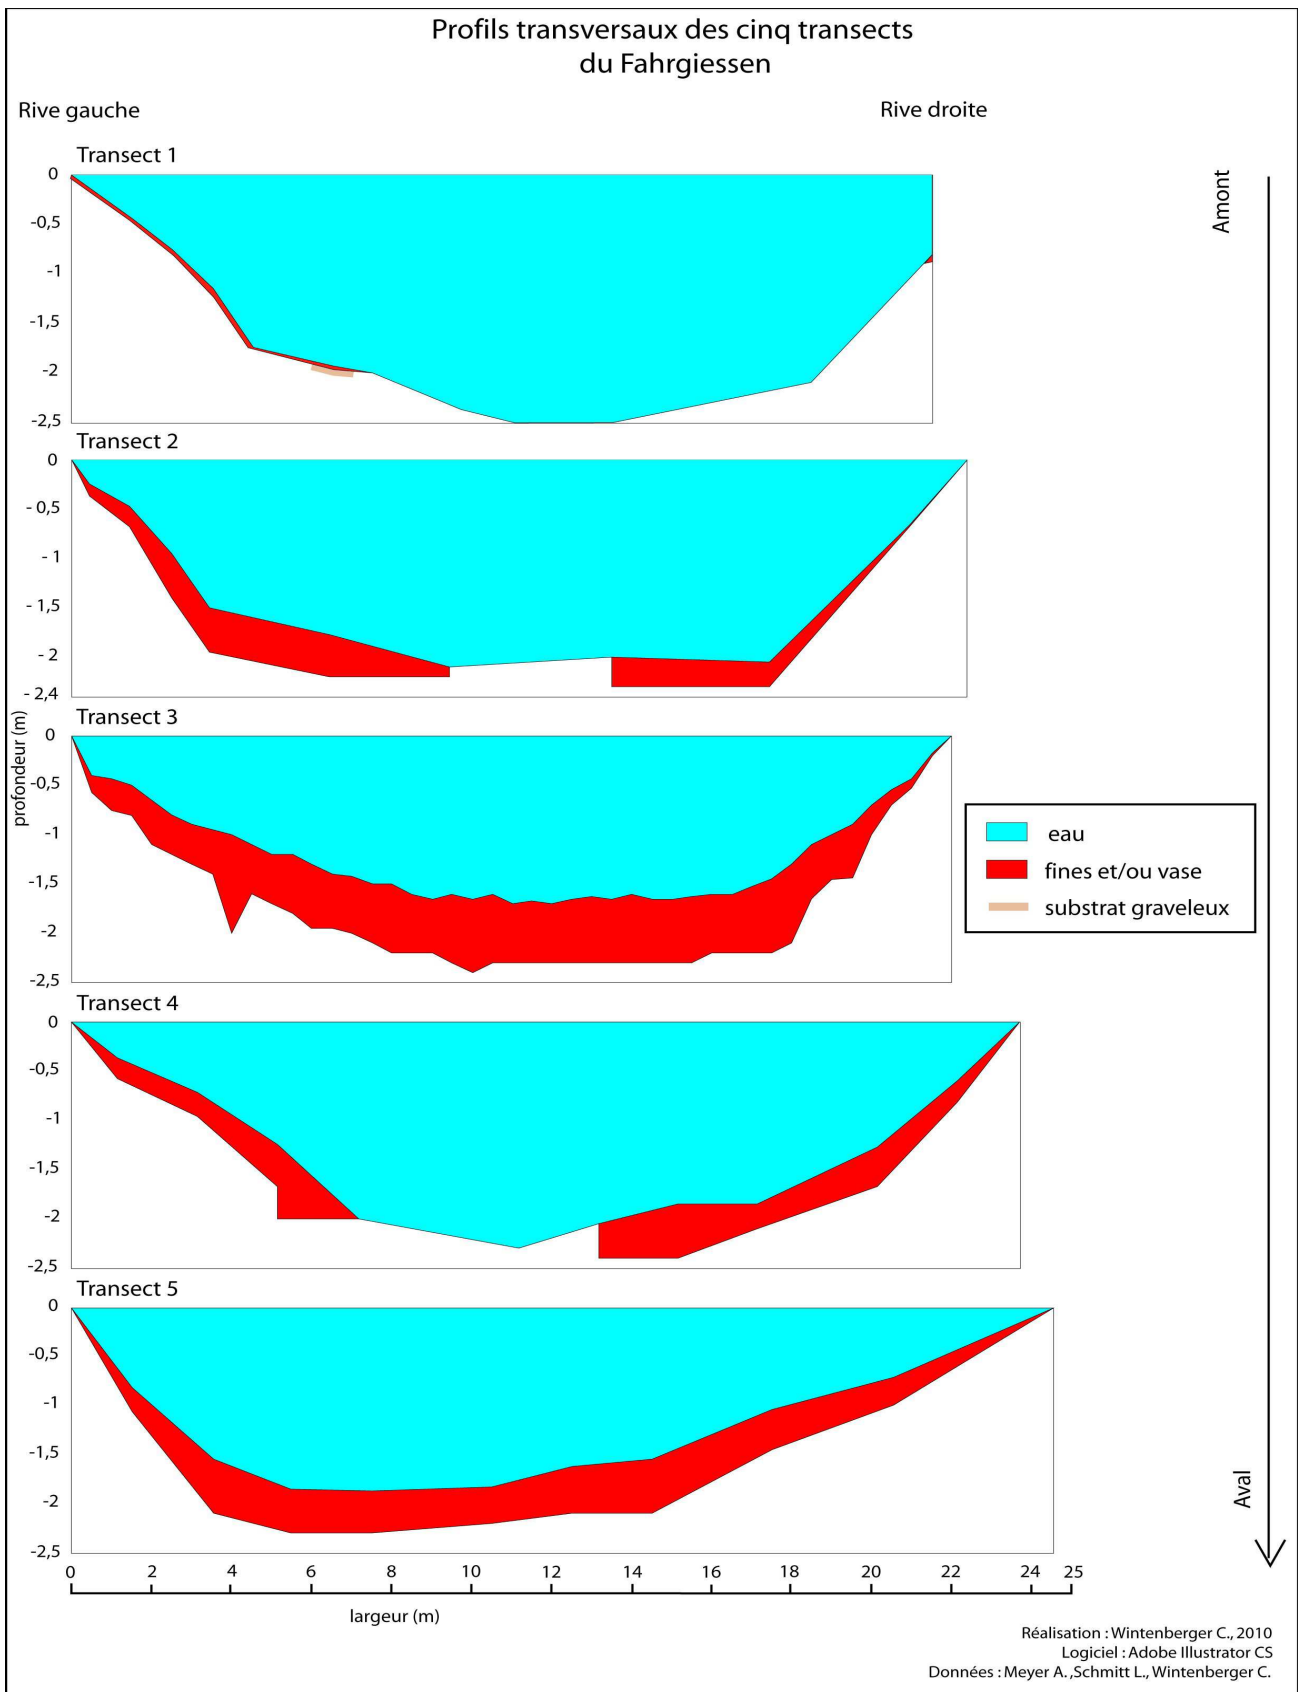 Profils transversaux des cinq transects
du Fahrgiessen
Rive gauche
Rive droite
Transect 1
0
-0,5
-1
-1,5
-2
-2,5
Amont
Transect 2
0
- 0,5
- 1
- 1,5
- 2
- 2,4
profondeur (m)
Transect 3
0
-0,5
-1
-1,5
-2
-2,5
eau
fines et/ou vase
substrat graveleux
Transect 4
0
-0,5
-1
-1,5
-2
-2,5
Transect 5
0
-0,5
-1
-1,5
-2
-2,5
Aval
0 2 4 6 8 10 12 14 16 18 20 22 24 25
largeur (m)
Réalisation : Wintenberger C., 2010
Logiciel : Adobe Illustrator CS
Données : Meyer A. ,Schmitt L., Wintenberger C.